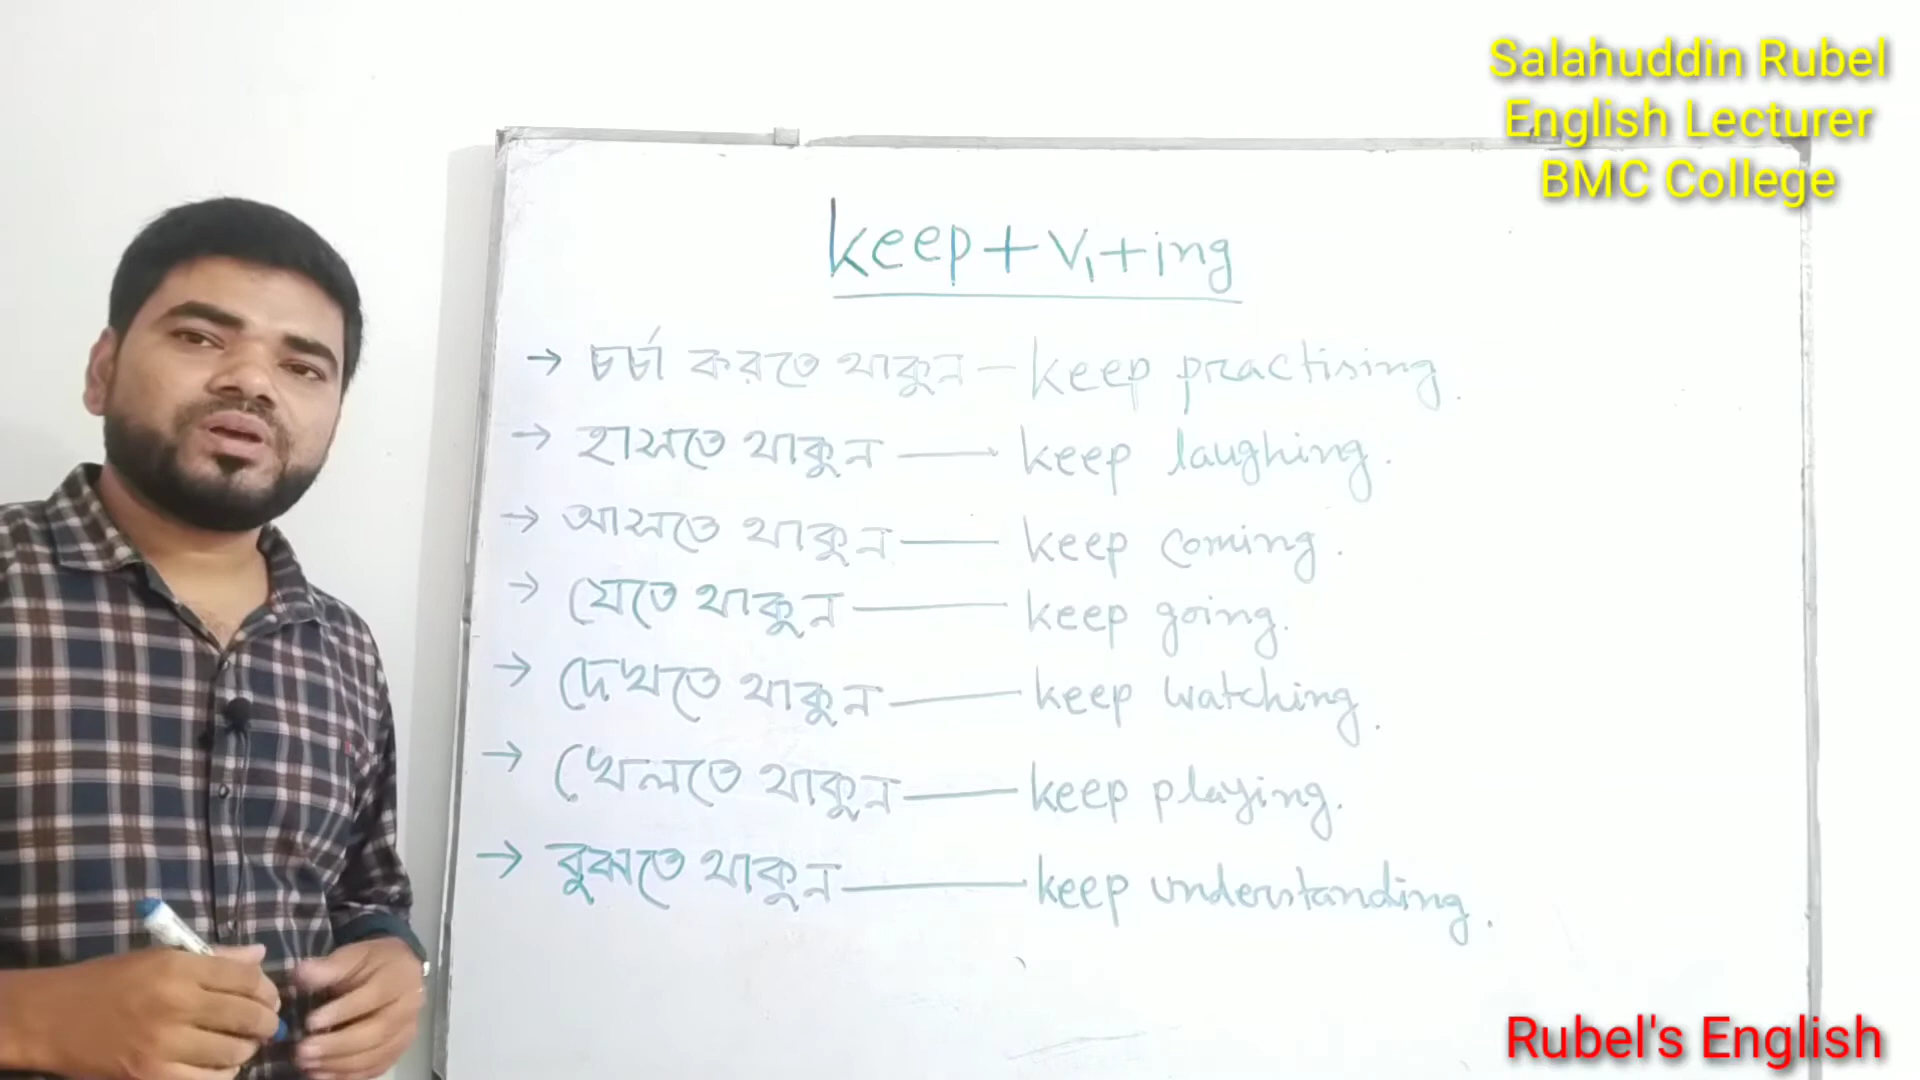 Salahuddin Rubel
English Lecturer
BMC College
keep+V₁+ing
→ চর্চা করতে থাকুন – keep practising.
→ হাসতে থাকুন — keep laughing.
→ আসতে থাকুন — keep coming.
→ যেতে থাকুন — keep going.
→ দেখতে থাকুন — keep watching.
→ খেলতে থাকুন — keep playing.
→ বুঝতে থাকুন — keep understanding.
Rubel's English